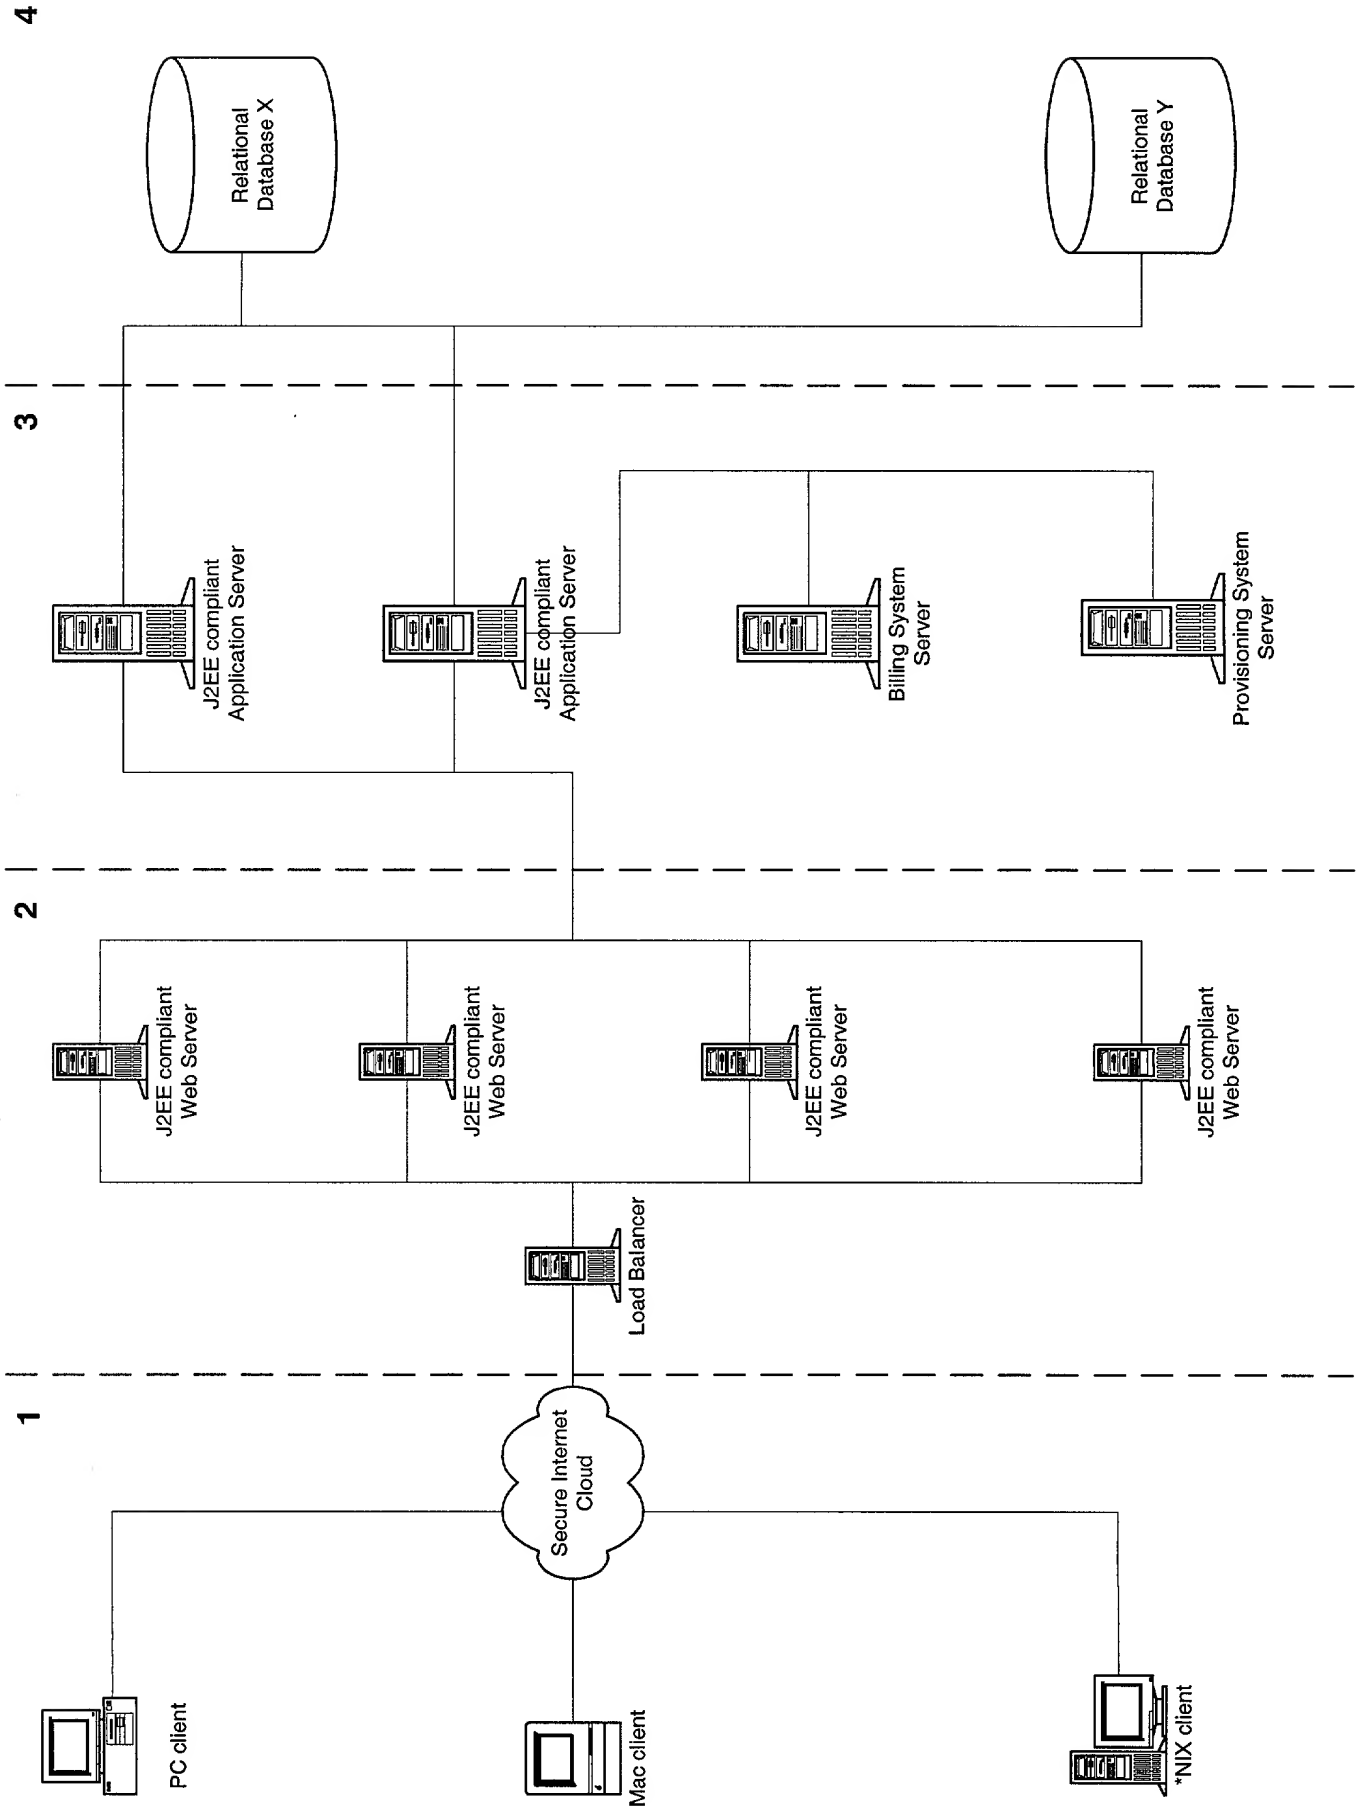 1
2
3
4
PC client
Mac client
*NIX client
Secure Internet
Cloud
Load Balancer
J2EE compliant
Web Server
J2EE compliant
Web Server
J2EE compliant
Web Server
J2EE compliant
Web Server
J2EE compliant
Application Server
J2EE compliant
Application Server
Billing System
Server
Provisioning System
Server
Relational
Database X
Relational
Database Y